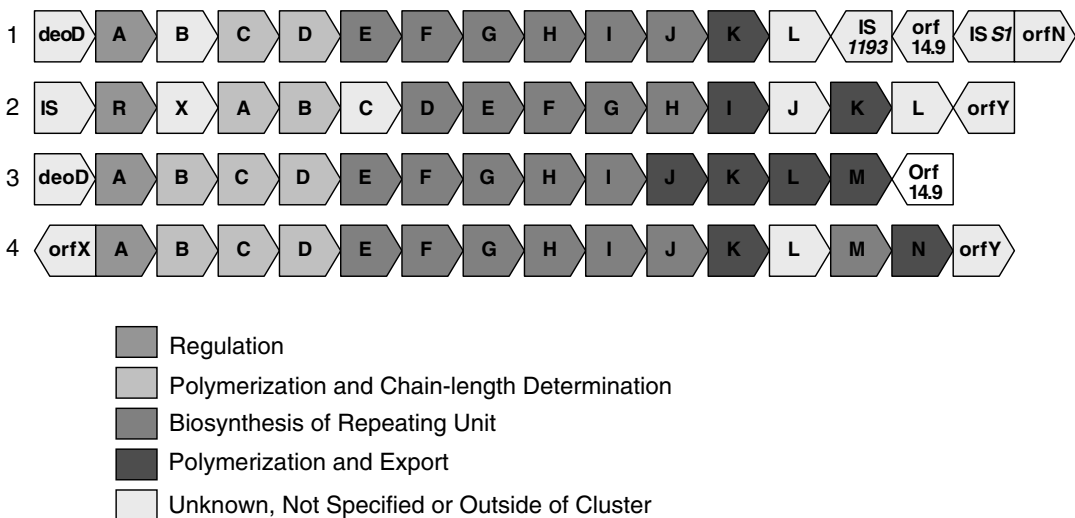 1 deoD A B C D E F G H I J K L IS 1193 orf 14.9 IS S1 orfN
2 IS R X A B C D E F G H I J K L orfY
3 deoD A B C D E F G H I J K L M Orf 14.9
4 orfX A B C D E F G H I J K L M N orfY
Regulation
Polymerization and Chain-length Determination
Biosynthesis of Repeating Unit
Polymerization and Export
Unknown, Not Specified or Outside of Cluster